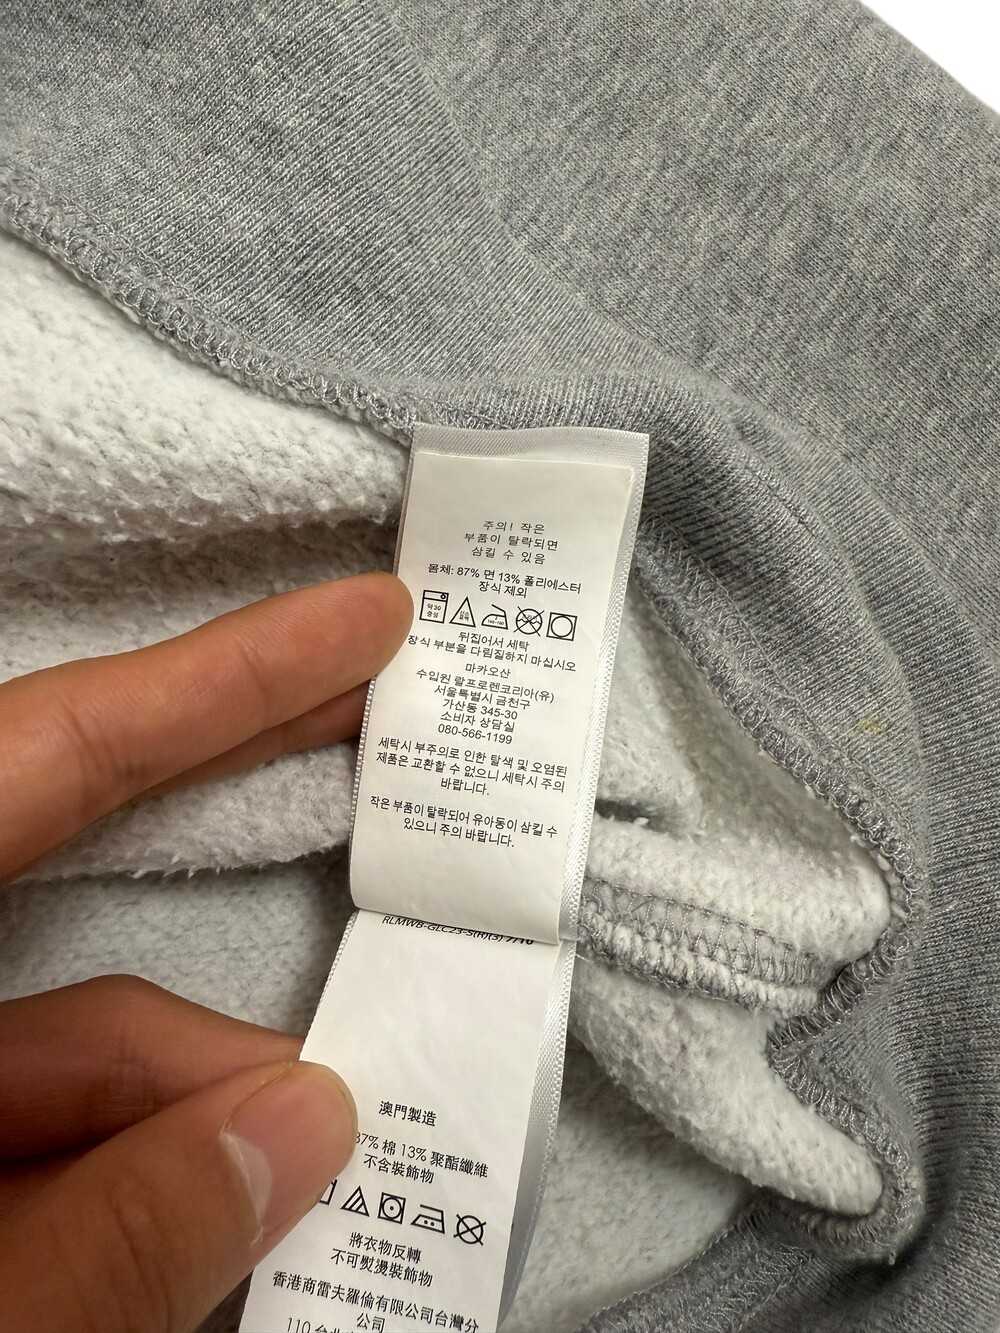 주의! 작은
부품이 탈락되면
삼킬 수 있음
몸체: 87% 면 13% 폴리에스터
장식 제외
약 30
중성
뒤집어서 세탁
장식 부분을 다림질하지 마십시오
마카오산
수입원 랄프로렌코리아(유)
서울특별시 금천구
가산동 345-30
소비자 상담실
080-566-1199
세탁시 부주의로 인한 탈색 및 오염된
제품은 교환할 수 없으니 세탁시 주의
바랍니다.
작은 부품이 탈락되어 유아동이 삼킬 수
있으니 주의 바랍니다.
RLMWB-GLC23-S(H)(3) 7/10
澳門製造
87% 棉 13% 聚酯纖維
不含裝飾物
將衣物反轉
不可熨燙裝飾物
香港商雷夫羅倫有限公司台灣分
公司
110